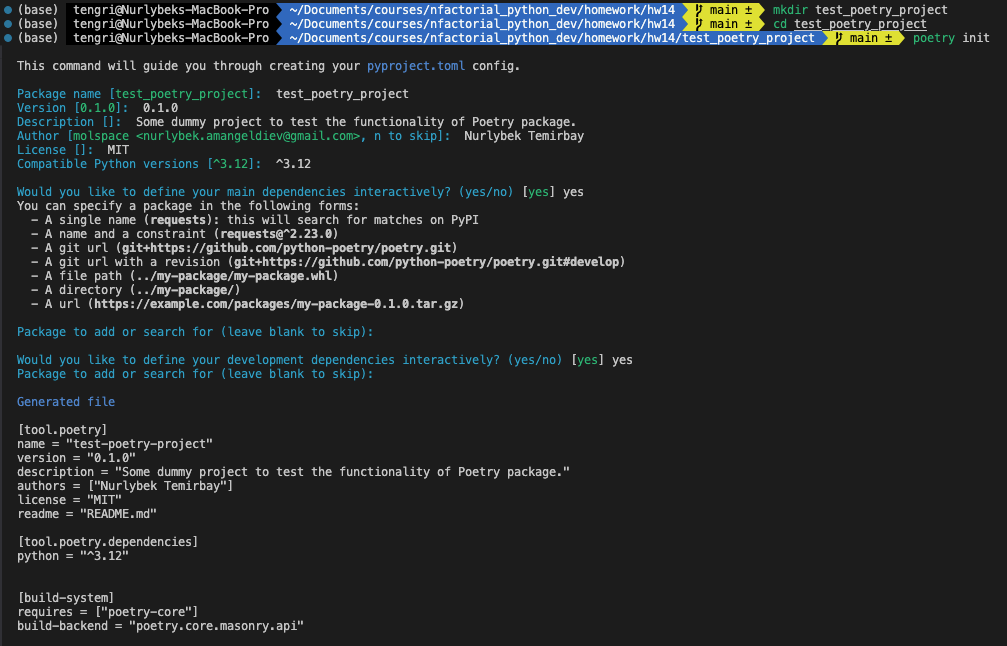 (base) tengri@Nurlybeks-MacBook-Pro ~/Documents/courses/nfactorial_python_dev/homework/hw14 main ± mkdir test_poetry_project
(base) tengri@Nurlybeks-MacBook-Pro ~/Documents/courses/nfactorial_python_dev/homework/hw14 main ± cd test_poetry_project
(base) tengri@Nurlybeks-MacBook-Pro ~/Documents/courses/nfactorial_python_dev/homework/hw14/test_poetry_project main ± poetry init
This command will guide you through creating your pyproject.toml config.
Package name [test_poetry_project]: test_poetry_project
Version [0.1.0]: 0.1.0
Description []: Some dummy project to test the functionality of Poetry package.
Author [molspace <nurlybek.amangeldiev@gmail.com>, n to skip]: Nurlybek Temirbay
License []: MIT
Compatible Python versions [^3.12]: ^3.12
Would you like to define your main dependencies interactively? (yes/no) [yes] yes
You can specify a package in the following forms:
- A single name (requests): this will search for matches on PyPI
- A name and a constraint (requests@^2.23.0)
- A git url (git+https://github.com/python-poetry/poetry.git)
- A git url with a revision (git+https://github.com/python-poetry/poetry.git#develop)
- A file path (../my-package/my-package.whl)
- A directory (../my-package/)
- A url (https://example.com/packages/my-package-0.1.0.tar.gz)
Package to add or search for (leave blank to skip):
Would you like to define your development dependencies interactively? (yes/no) [yes] yes
Package to add or search for (leave blank to skip):
Generated file
[tool.poetry]
name = "test-poetry-project"
version = "0.1.0"
description = "Some dummy project to test the functionality of Poetry package."
authors = ["Nurlybek Temirbay"]
license = "MIT"
readme = "README.md"
[tool.poetry.dependencies]
python = "^3.12"
[build-system]
requires = ["poetry-core"]
build-backend = "poetry.core.masonry.api"